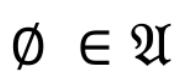 ∅ ∈ 𝔄